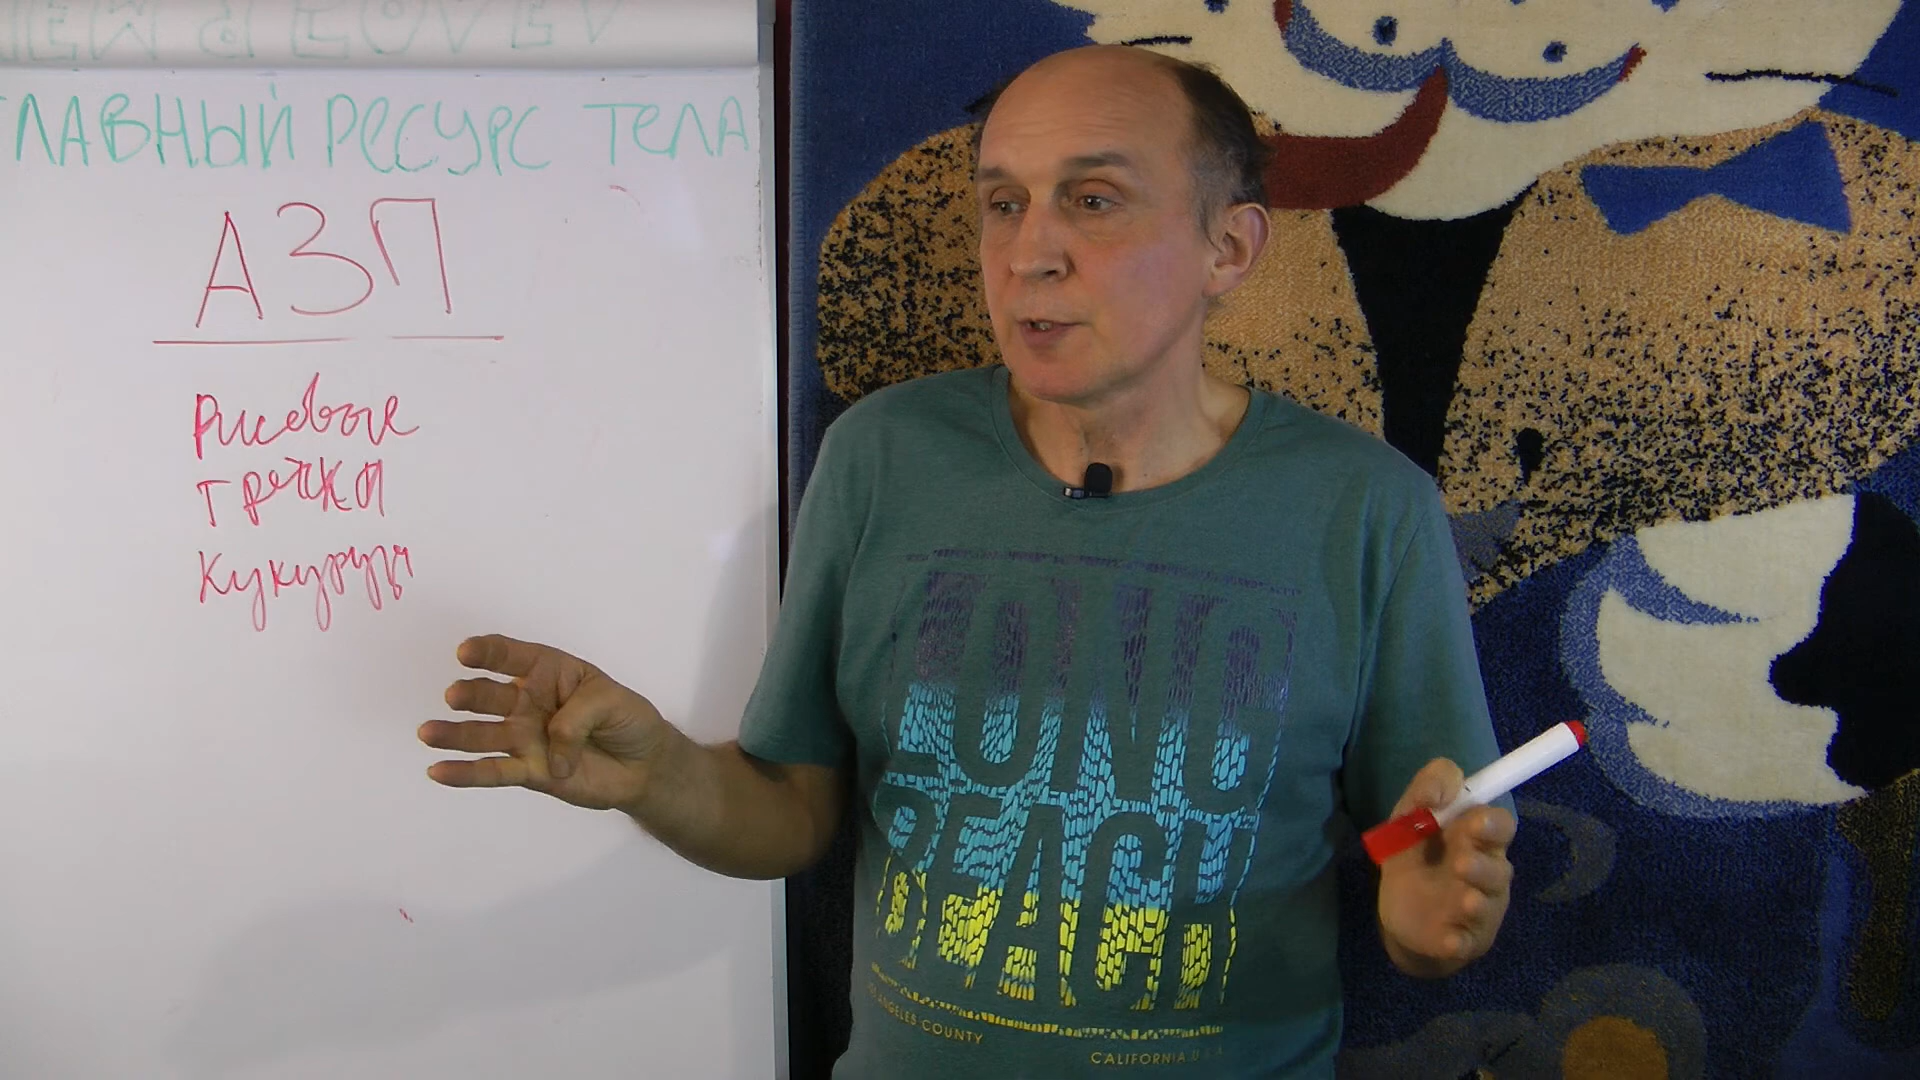 ГЛАВНЫЙ РЕСУРС ТЕЛА
АЗП
Рисовые
гречка
Кукуруза
LONG
BEACH
LOS ANGELES COUNTY
CALIFORNIA U.S.A